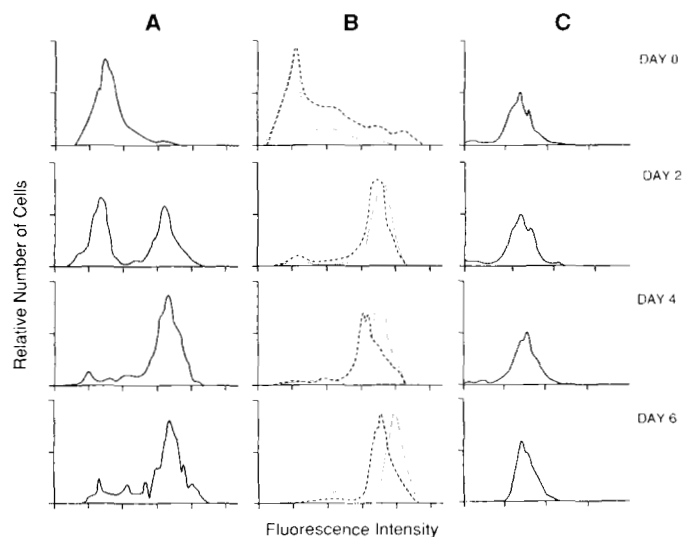 A
B
C
DAY 0
DAY 2
DAY 4
DAY 6
Relative Number of Cells
Fluorescence Intensity